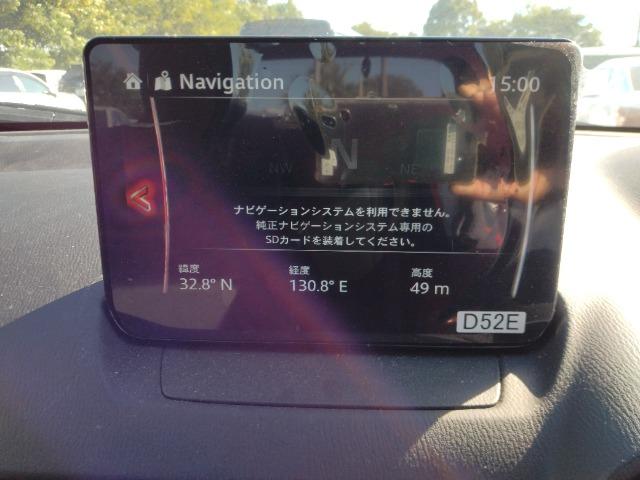 Navigation 15:00
NW N NE
ナビゲーションシステムを利用できません。
純正ナビゲーションシステム専用の
SDカードを装着してください。
緯度 経度 高度
32.8° N 130.8° E 49 m
D52E